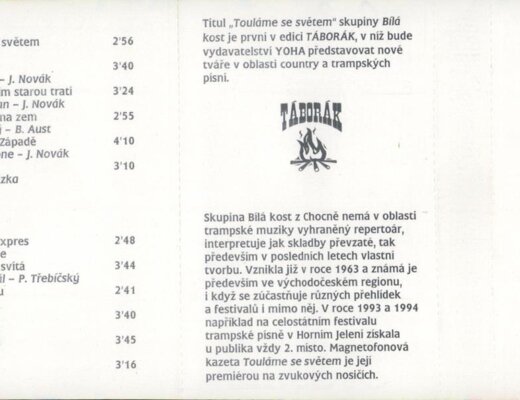 světem 2'56
3'40
– J. Novák
m starou tratí 3'24
un – J. Novák
na zem 2'55
– B. Aust
Západě 4'10
one – J. Novák
3'10
zka
xpres 2'48
e
svítá 3'44
il – P. Třebíčský
u 2'41
3'40
3'45
3'16
Titul „Touláme se světem" skupiny Bílá
kost je první v edici TÁBORÁK, v níž bude
vydavatelství YOHA představovat nové
tváře v oblasti country a trampských
písní.
TÁBORÁK
Skupina Bílá kost z Chocně nemá v oblasti
trampské muziky vyhraněný repertoár,
interpretuje jak skladby převzaté, tak
především v posledních letech vlastní
tvorbu. Vznikla již v roce 1963 a známá je
především ve východočeském regionu,
i když se zúčastňuje různých přehlídek
a festivalů i mimo něj. V roce 1993 a 1994
například na celostátním festivalu
trampské písně v Horním Jelení získala
u publika vždy 2. místo. Magnetofonová
kazeta Touláme se světem je její
premiérou na zvukových nosičích.